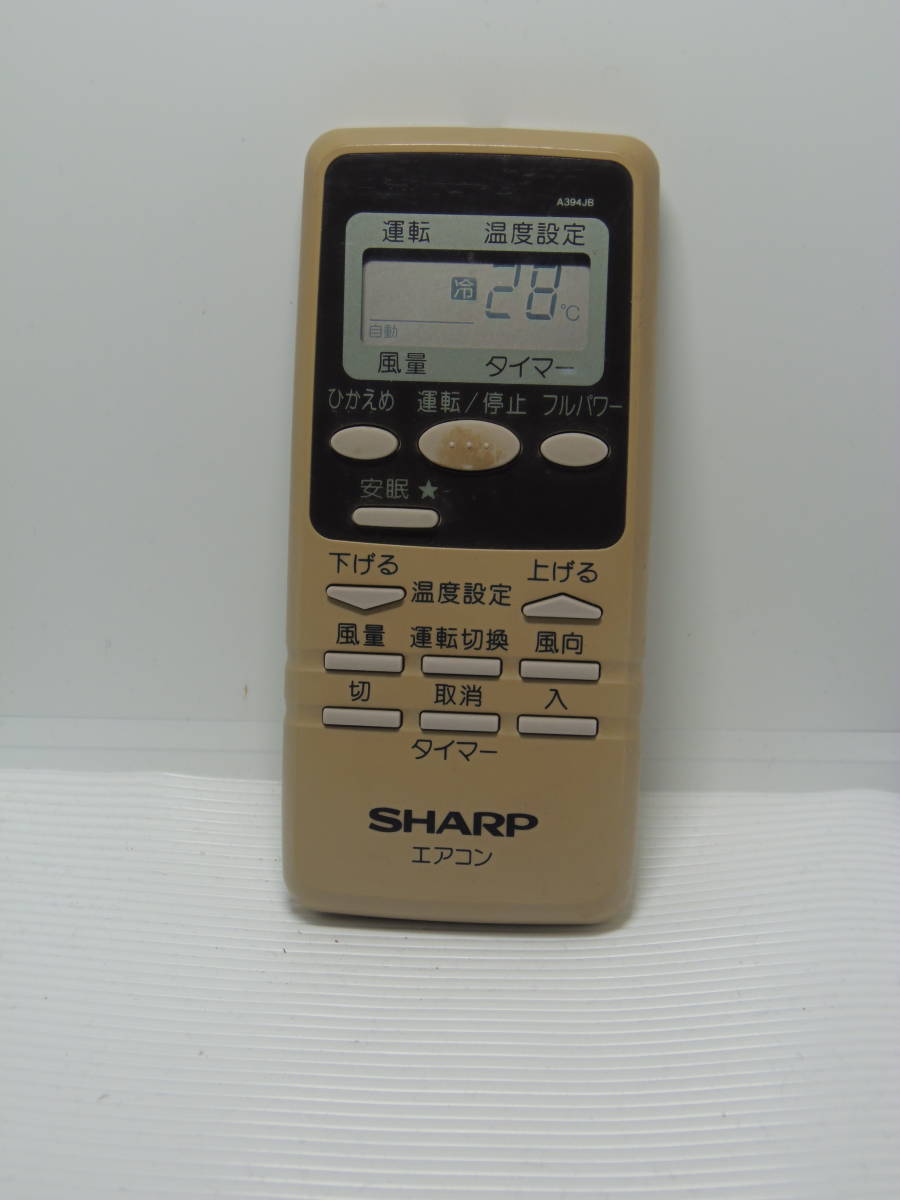 A394JB
運転 温度設定
冷 28℃
自動
風量 タイマー
ひかえめ 運転/停止 フルパワー
安眠 ★
下げる 温度設定 上げる
風量 運転切換 風向
切 取消 入
タイマー
SHARP
エアコン